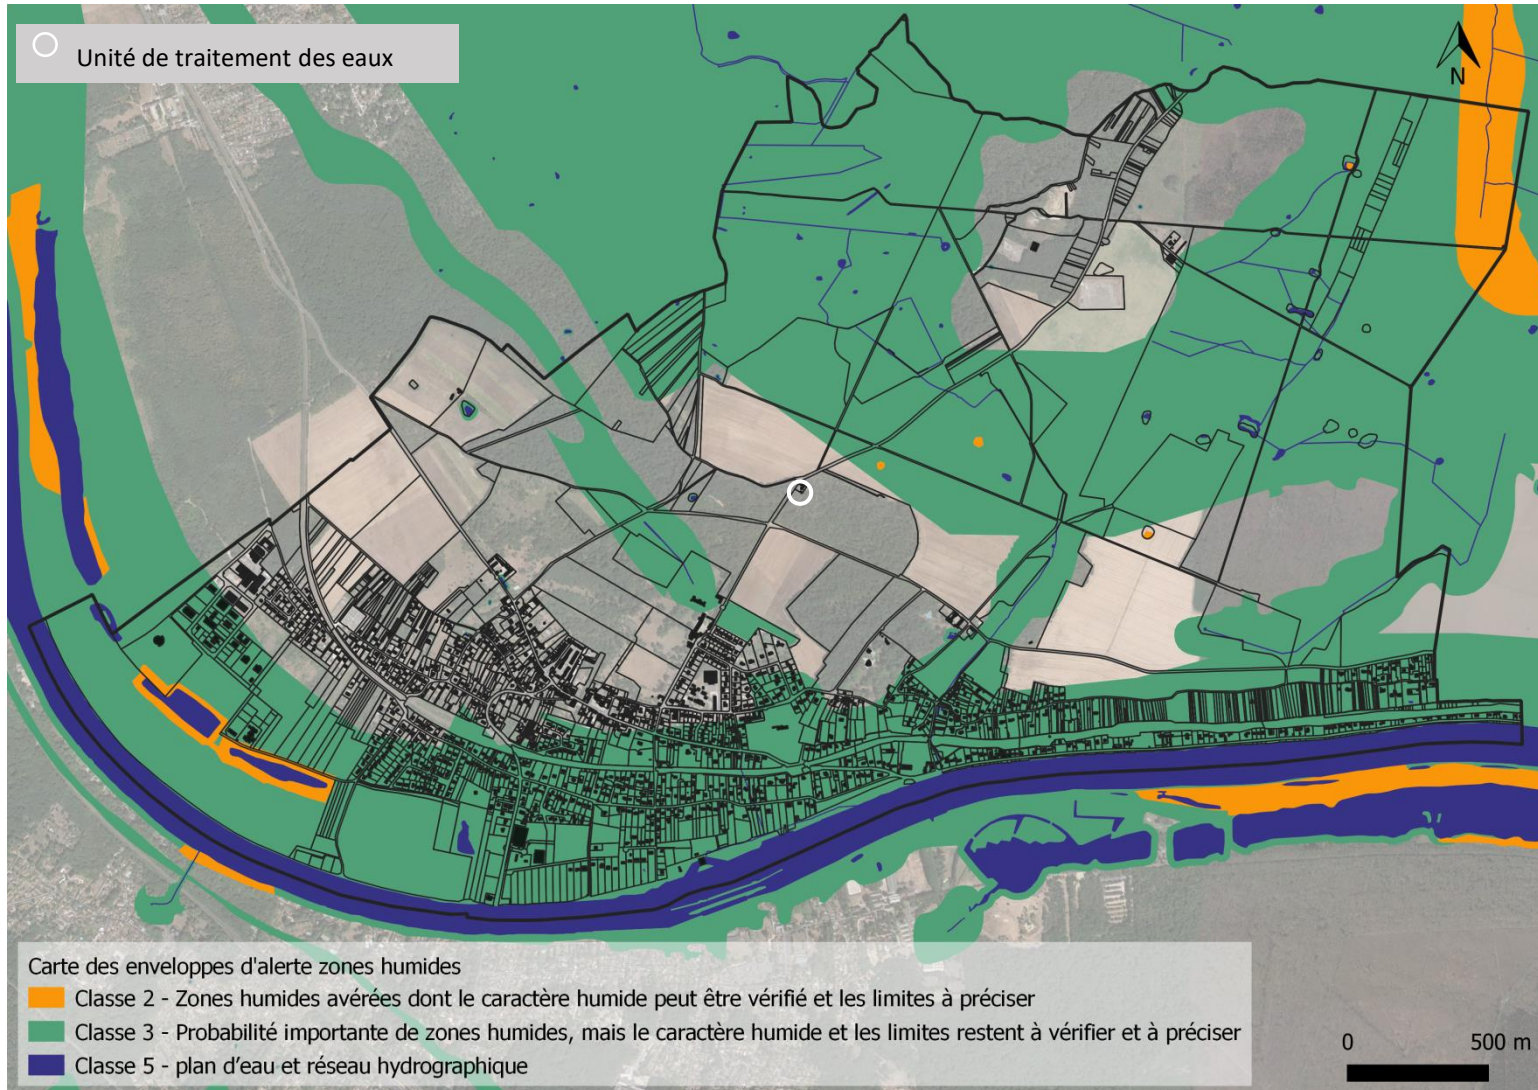 Unité de traitement des eaux
N
Carte des enveloppes d'alerte zones humides
Classe 2 - Zones humides avérées dont le caractère humide peut être vérifié et les limites à préciser
Classe 3 - Probabilité importante de zones humides, mais le caractère humide et les limites restent à vérifier et à préciser
Classe 5 - plan d’eau et réseau hydrographique
0 500 m